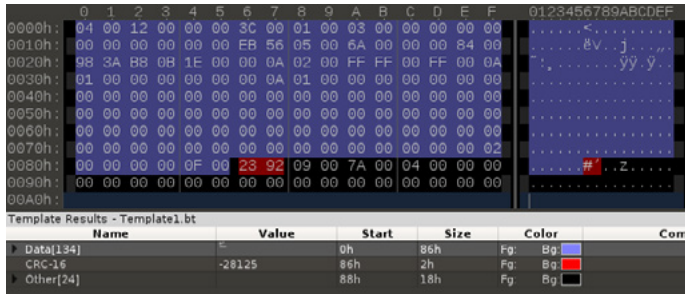 0 1 2 3 4 5 6 7 8 9 A B C D E F 0123456789ABCDEF
0000h: 04 00 12 00 00 00 3C 00 01 00 03 00 00 00 00 00 ......<.........
0010h: 00 00 00 00 00 00 EB 56 05 00 6A 00 00 00 84 00 ......ëV..j...„.
0020h: 98 3A B8 0B 1E 00 00 0A 02 00 FF FF 00 FF 00 0A ˜:¸.......ÿÿ.ÿ..
0030h: 01 00 00 00 00 00 0A 01 00 00 00 00 00 00 00 00 ................
0040h: 00 00 00 00 00 00 00 00 00 00 00 00 00 00 00 00 ................
0050h: 00 00 00 00 00 00 00 00 00 00 00 00 00 00 00 00 ................
0060h: 00 00 00 00 00 00 00 00 00 00 00 00 00 00 00 00 ................
0070h: 00 00 00 00 00 00 00 00 00 00 00 00 00 00 00 02 ................
0080h: 00 00 00 00 0F 00 23 92 09 00 7A 00 04 00 00 00 ......#’..z.....
0090h: 00 00 00 00 00 00 00 00 00 00 00 00 00 00 00 00 ................
00A0h:
Template Results - Template1.bt
Name Value Start Size Color Com
Data[134] 0h 86h Fg: Bg:
CRC-16 -28125 86h 2h Fg: Bg:
Other[24] 88h 18h Fg: Bg: